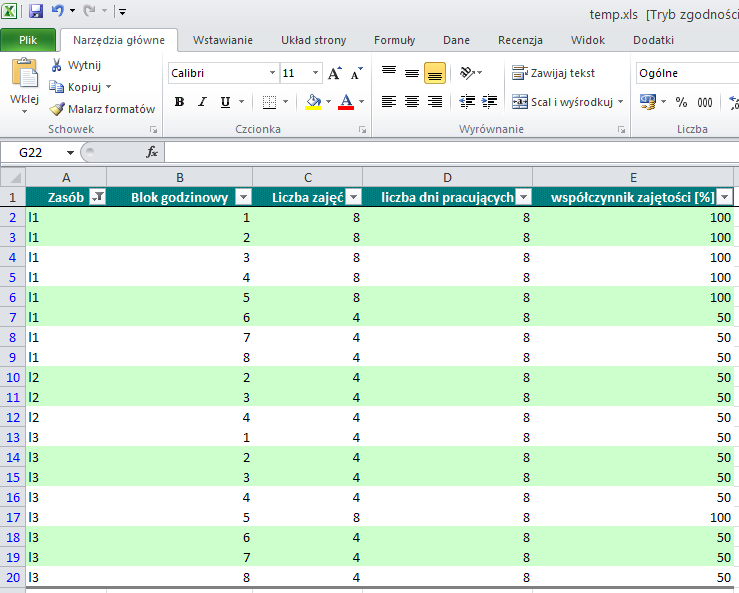 temp.xls [Tryb zgodności
Plik Narzędzia główne Wstawianie Układ strony Formuły Dane Recenzja Widok Dodatki
Wklej
Wytnij
Kopiuj
Malarz formatów
Schowek
Calibri 11 A A
B I U A
Czcionka
Zawijaj tekst
Scal i wyśrodkuj
Wyrównanie
Ogólne
% 000
Liczba
G22 fx
A B C D E
1 Zasób Blok godzinowy Liczba zajęć liczba dni pracujących współczynnik zajętości [%]
2 l1 1 8 8 100
3 l1 2 8 8 100
4 l1 3 8 8 100
5 l1 4 8 8 100
6 l1 5 8 8 100
7 l1 6 4 8 50
8 l1 7 4 8 50
9 l1 8 4 8 50
10 l2 2 4 8 50
11 l2 3 4 8 50
12 l2 4 4 8 50
13 l3 1 4 8 50
14 l3 2 4 8 50
15 l3 3 4 8 50
16 l3 4 4 8 50
17 l3 5 8 8 100
18 l3 6 4 8 50
19 l3 7 4 8 50
20 l3 8 4 8 50